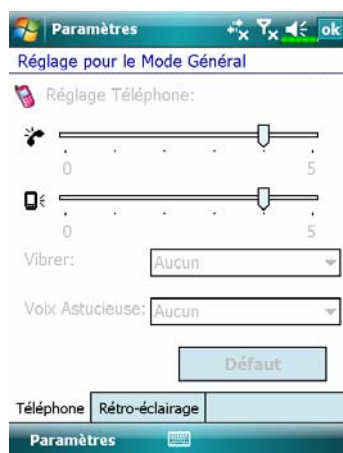 Paramètres ok
Réglage pour le Mode Général
Réglage Téléphone:
0 5
0 5
Vibrer: Aucun
Voix Astucieuse: Aucun
Défaut
Téléphone Rétro-éclairage
Paramètres